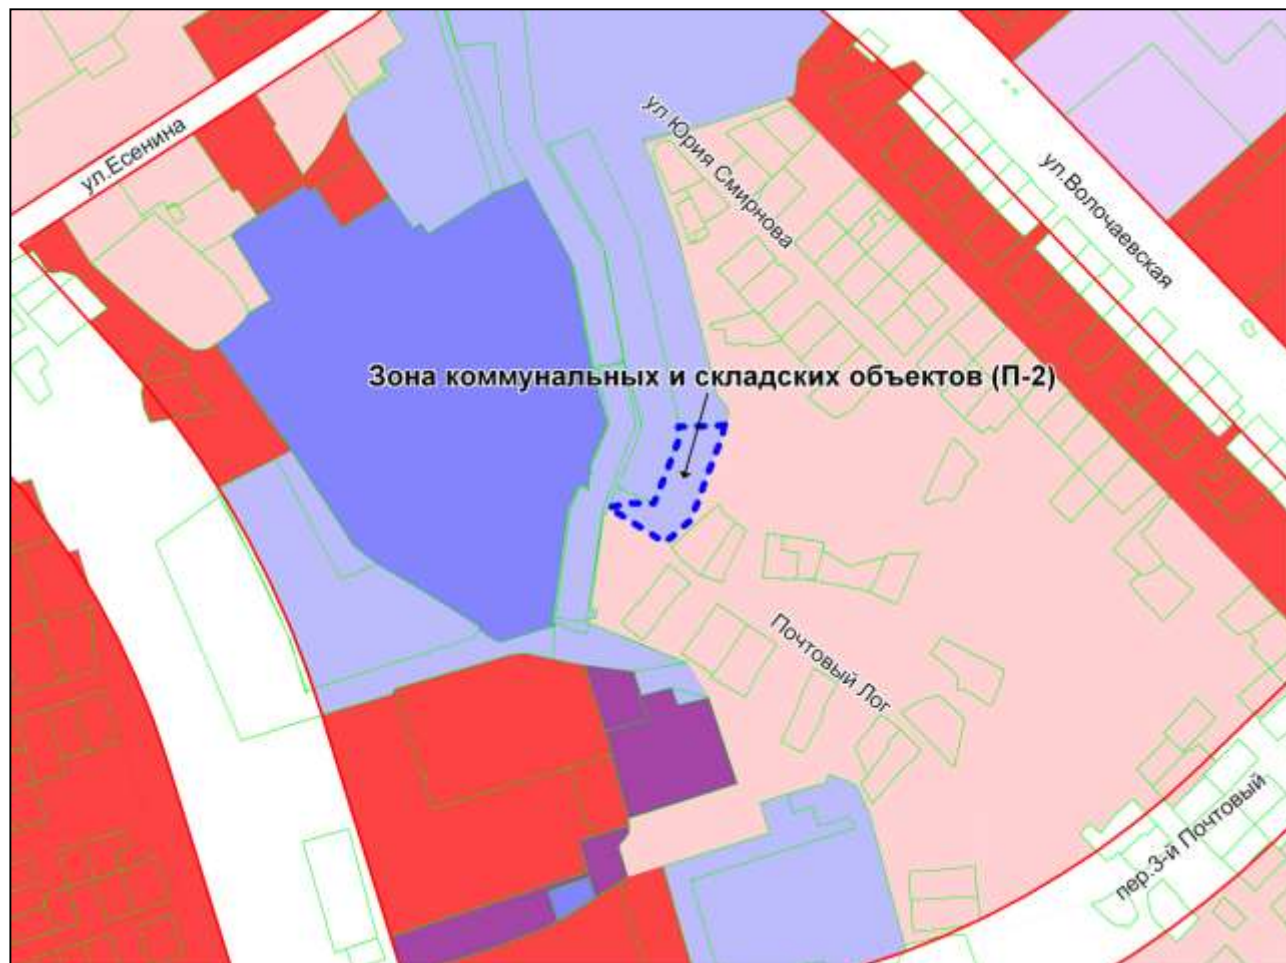 ул.Есенина
ул Юрия Смирнова
ул.Волочаевская
Зона коммунальных и складских объектов (П-2)
Почтовый Лог
пер.3-й Почтовый